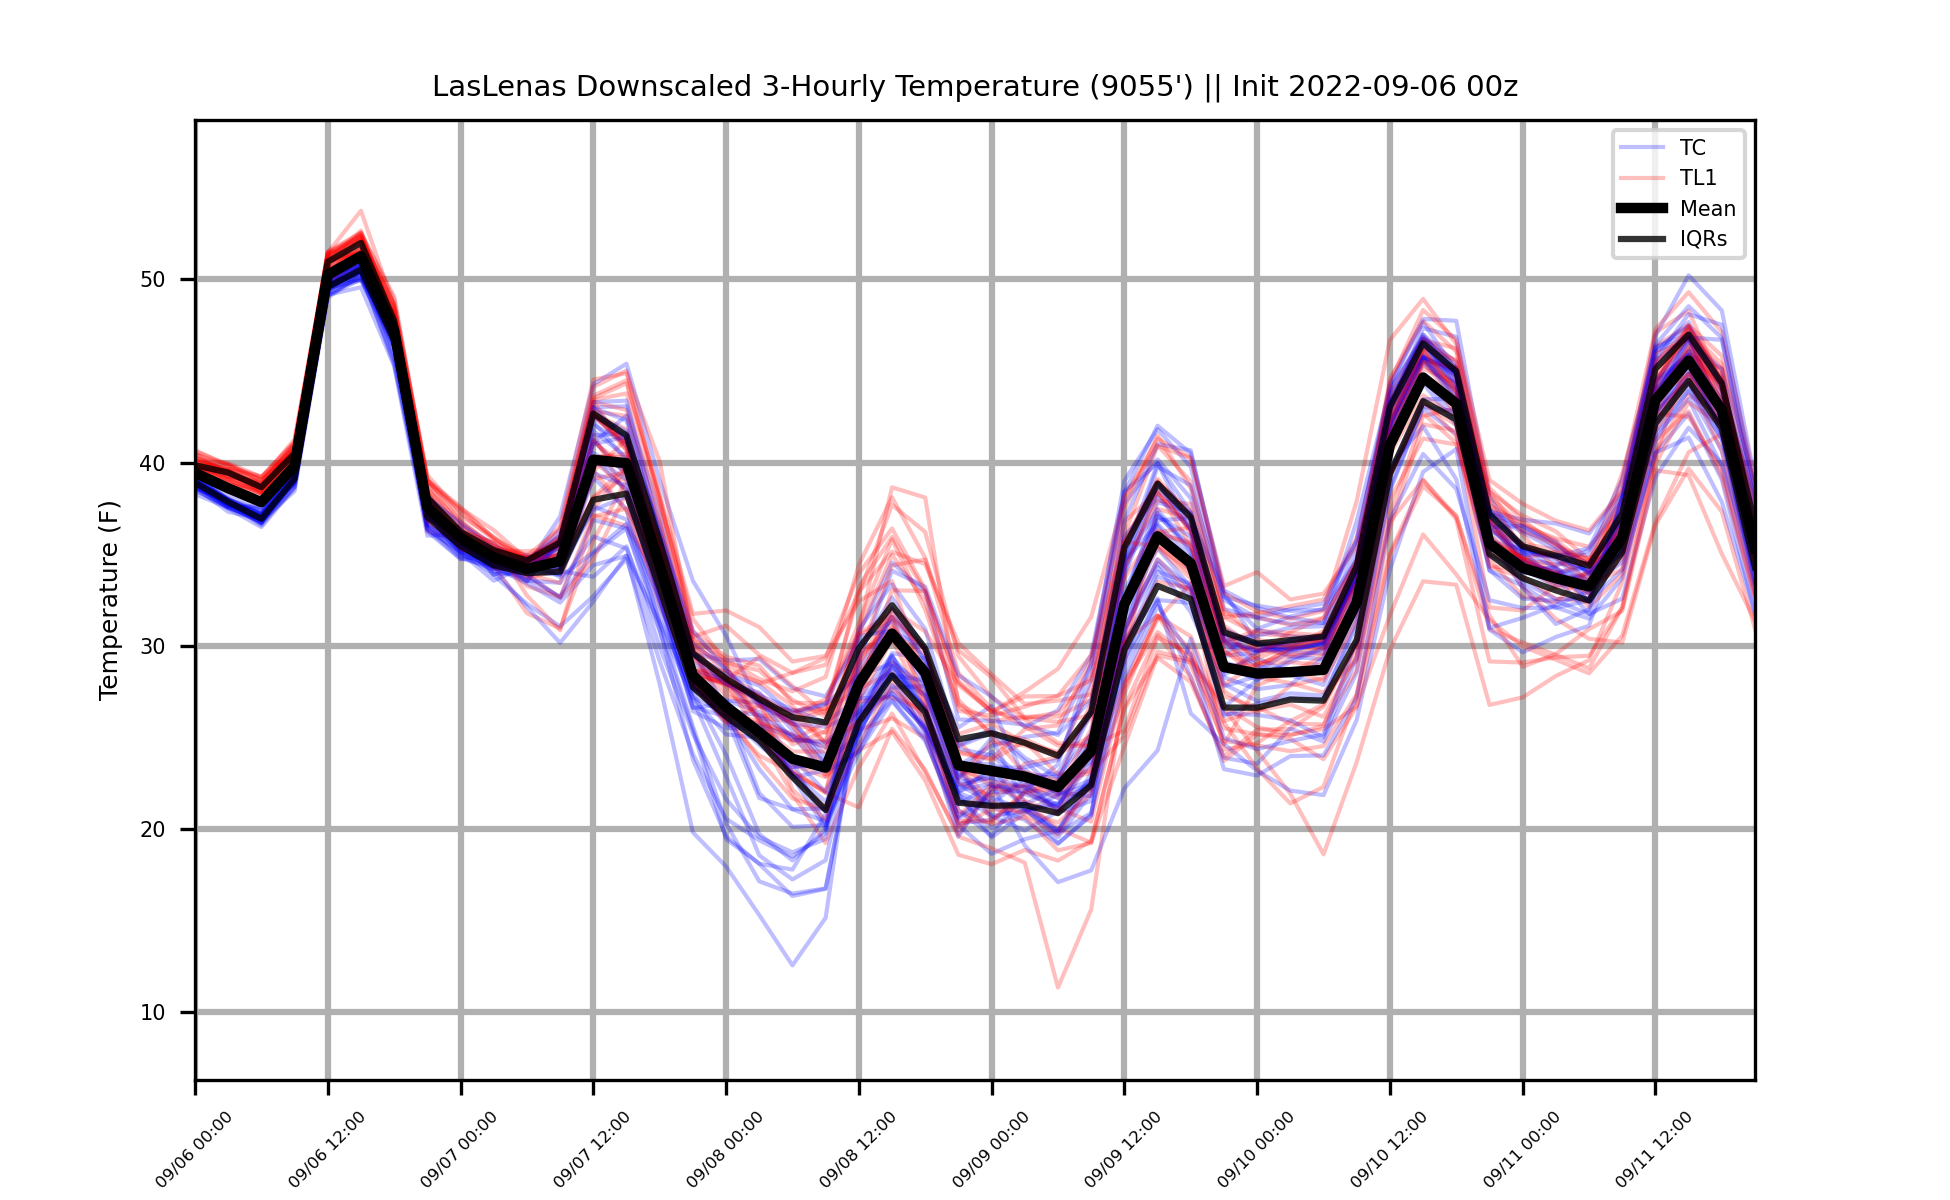 LasLenas Downscaled 3-Hourly Temperature (9055') || Init 2022-09-06 00z
TC
TL1
Mean
IQRs
Temperature (F)
50
40
30
20
10
09/06 00:00
09/06 12:00
09/07 00:00
09/07 12:00
09/08 00:00
09/08 12:00
09/09 00:00
09/09 12:00
09/10 00:00
09/10 12:00
09/11 00:00
09/11 12:00